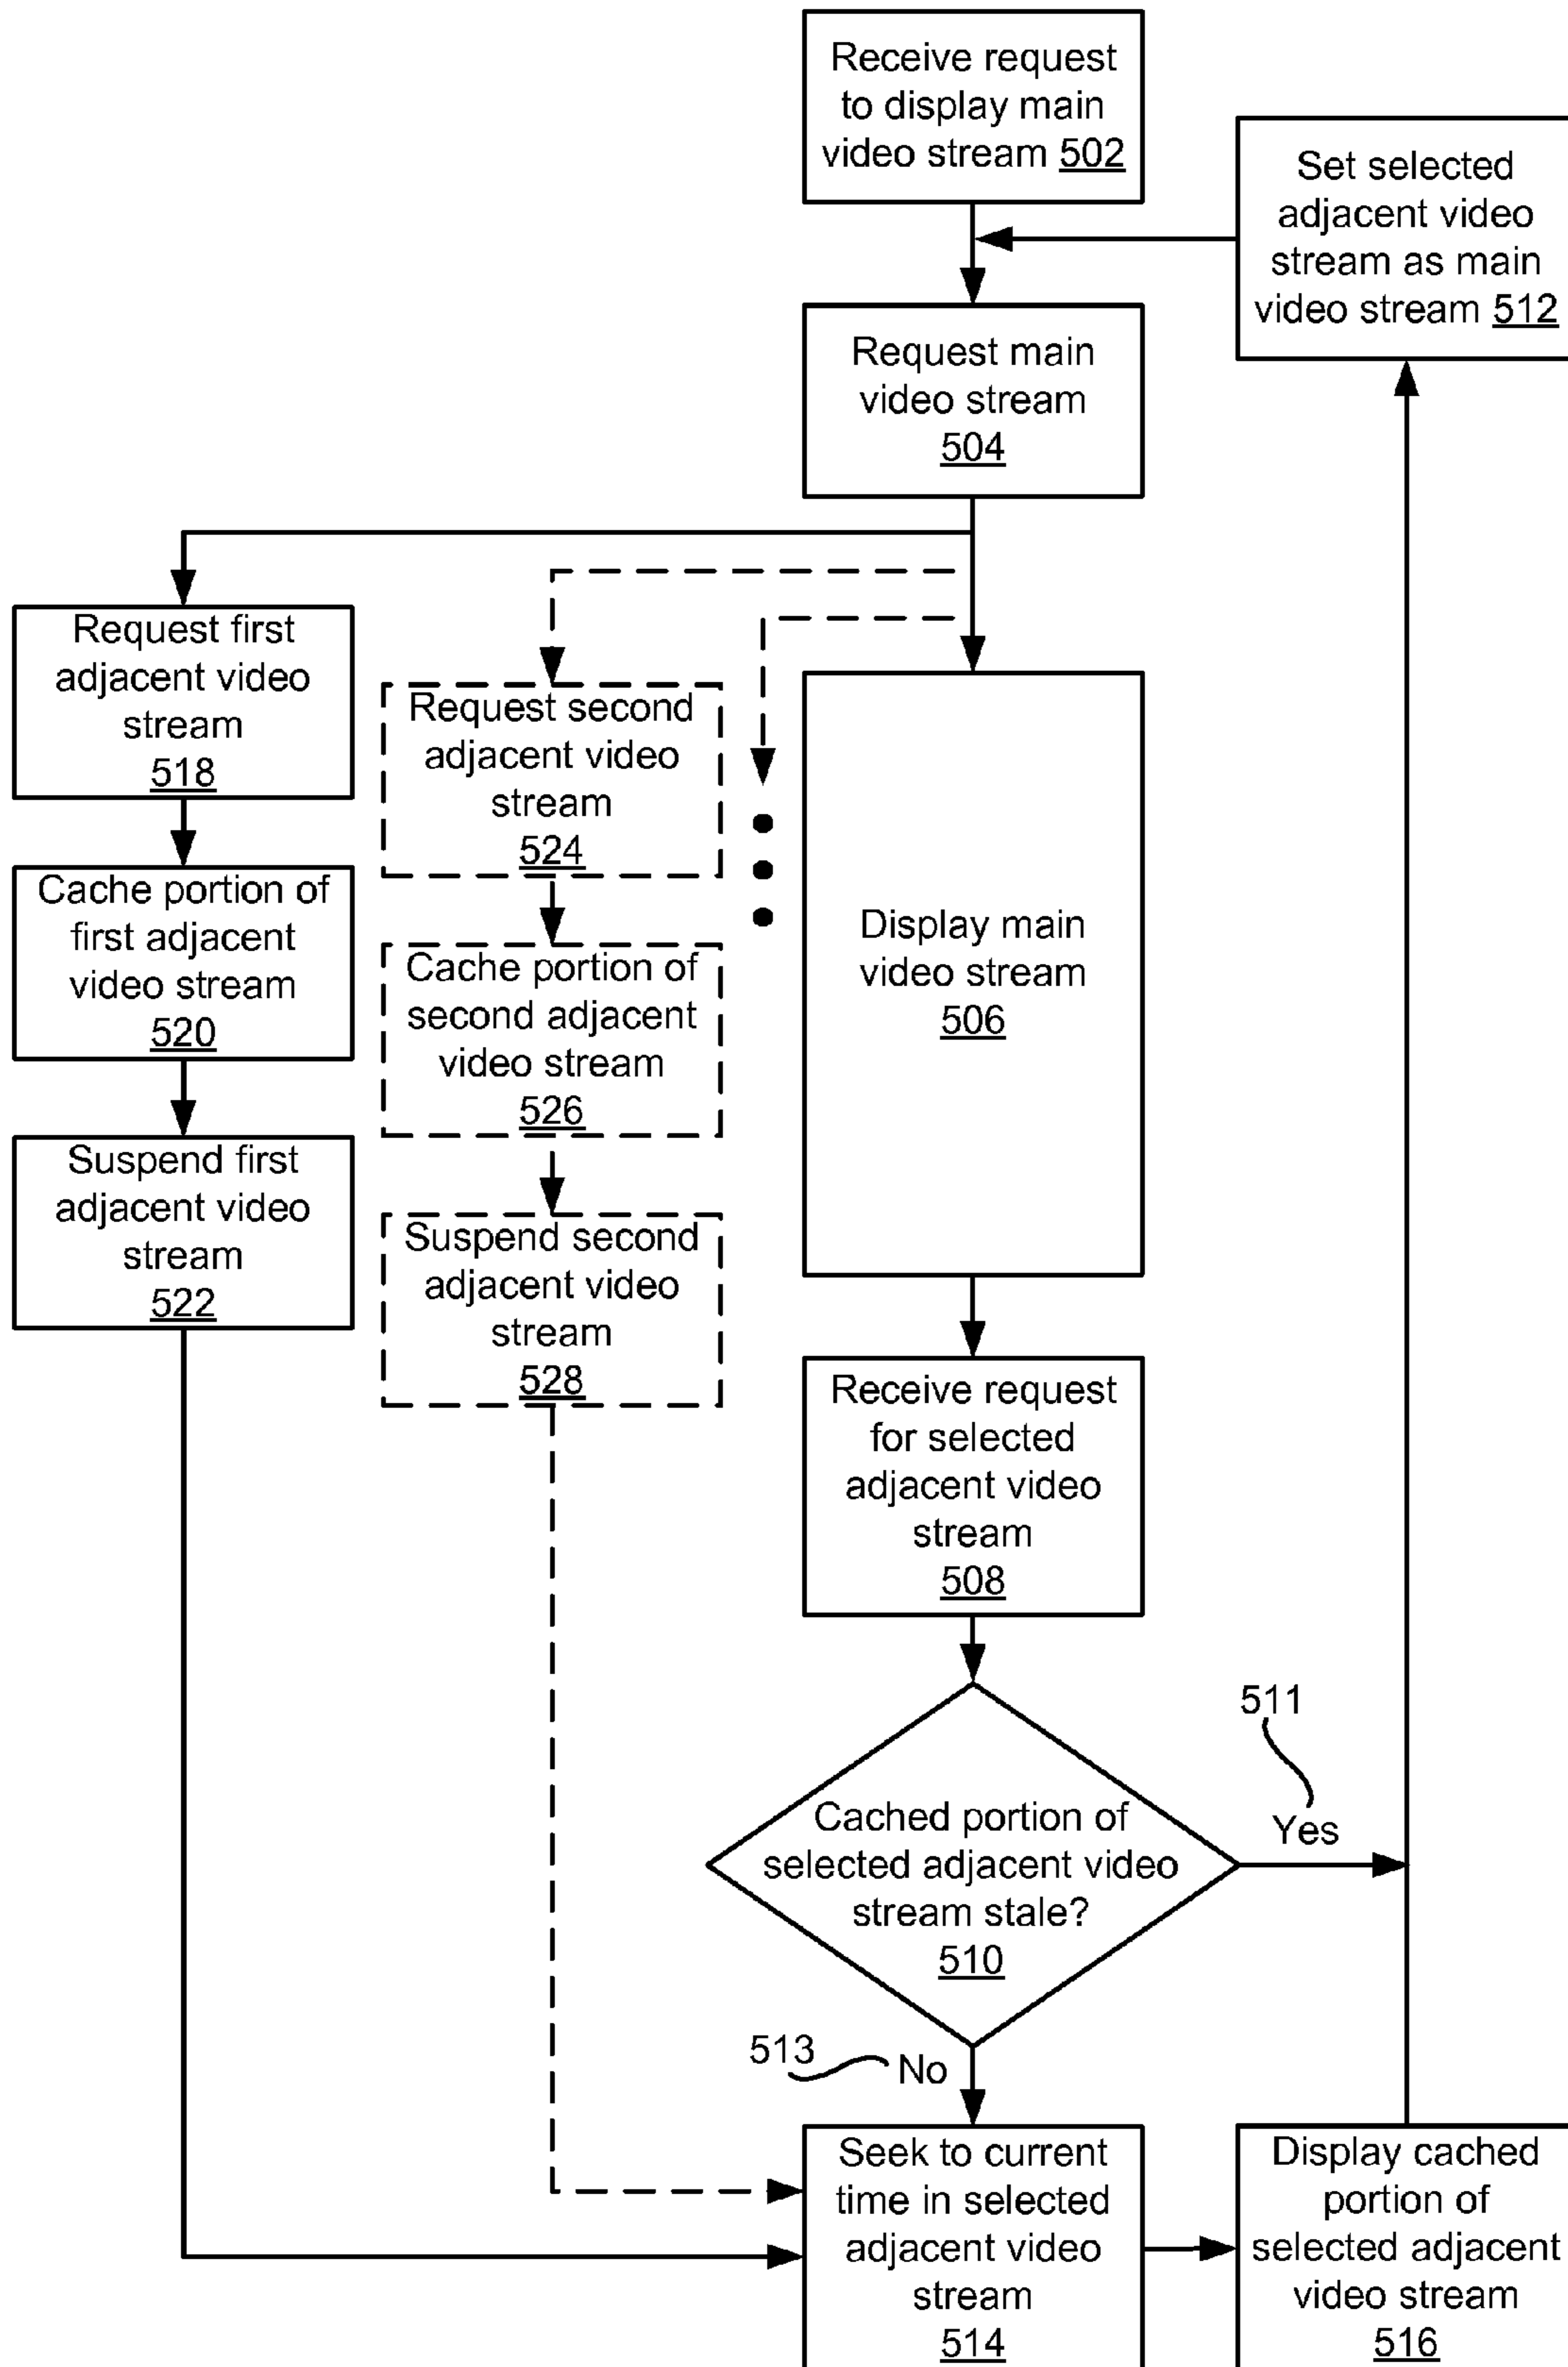 Receive request
to display main
video stream 502
Set selected
adjacent video
stream as main
video stream 512
Request main
video stream
504
Request first
adjacent video
stream
518
Request second
adjacent video
stream
524
Cache portion of
first adjacent
video stream
520
Cache portion of
second adjacent
video stream
526
Display main
video stream
506
Suspend first
adjacent video
stream
522
Suspend second
adjacent video
stream
528
Receive request
for selected
adjacent video
stream
508
511
Yes
Cached portion of
selected adjacent video
stream stale?
510
513
No
Seek to current
time in selected
adjacent video
stream
514
Display cached
portion of
selected adjacent
video stream
516